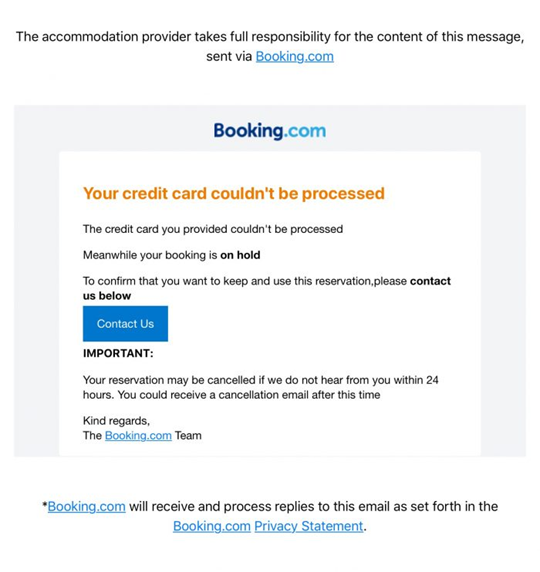 The accommodation provider takes full responsibility for the content of this message,
sent via Booking.com
Booking.com
Your credit card couldn't be processed
The credit card you provided couldn't be processed
Meanwhile your booking is on hold
To confirm that you want to keep and use this reservation,please contact
us below
Contact Us
IMPORTANT:
Your reservation may be cancelled if we do not hear from you within 24
hours. You could receive a cancellation email after this time
Kind regards,
The Booking.com Team
*Booking.com will receive and process replies to this email as set forth in the
Booking.com Privacy Statement.